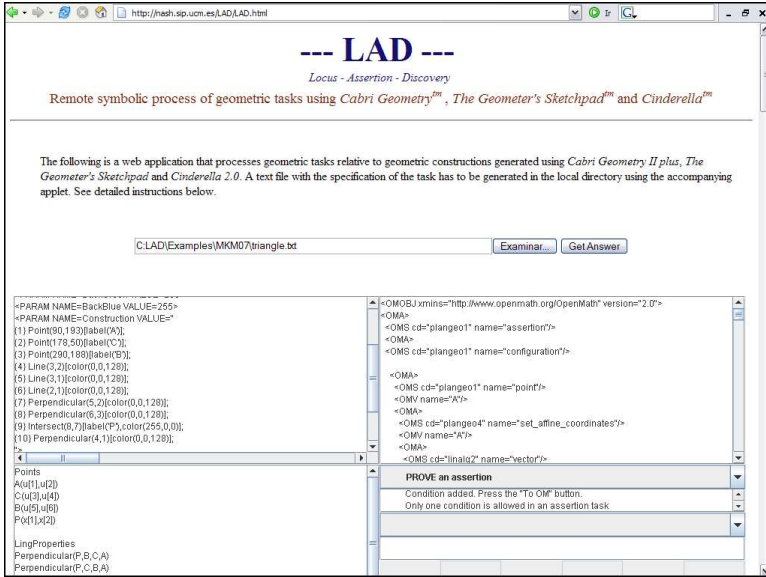 http://nash.sip.ucm.es/LAD/LAD.html
Ir
--- LAD ---
Locus - Assertion - Discovery
Remote symbolic process of geometric tasks using Cabri Geometry™ , The Geometer's Sketchpad™ and Cinderella™
The following is a web application that processes geometric tasks relative to geometric constructions generated using Cabri Geometry II plus, The
Geometer's Sketchpad and Cinderella 2.0. A text file with the specification of the task has to be generated in the local directory using the accompanying
applet. See detailed instructions below.
C:LAD\Examples\MKM07\triangle.txt
Examinar...
Get Answer
<PARAM NAME=BackBlue VALUE=255>
<PARAM NAME=Construction VALUE="
{1} Point(90,193)[label('A')];
{2} Point(178,50)[label('C')];
{3} Point(290,188)[label('B')];
{4} Line(3,2)[color(0,0,128)];
{5} Line(3,1)[color(0,0,128)];
{6} Line(2,1)[color(0,0,128)];
{7} Perpendicular(5,2)[color(0,0,128)];
{8} Perpendicular(6,3)[color(0,0,128)];
{9} Intersect(8,7)[label('P'),color(255,0,0)];
{10} Perpendicular(4,1)[color(0,0,128)];
">
<OMOBJ xmlns="http://www.openmath.org/OpenMath" version="2.0">
<OMA>
<OMS cd="plangeo1" name="assertion"/>
<OMA>
<OMS cd="plangeo1" name="configuration"/>
<OMA>
<OMS cd="plangeo1" name="point"/>
<OMV name="A"/>
<OMA>
<OMS cd="plangeo4" name="set_affine_coordinates"/>
<OMV name="A"/>
<OMA>
<OMS cd="linalg2" name="vector"/>
Points
A(u[1],u[2])
C(u[3],u[4])
B(u[5],u[6])
P(x[1],x[2])
LingProperties
Perpendicular(P,B,C,A)
Perpendicular(P,C,B,A)
PROVE an assertion
Condition added. Press the "To OM" button.
Only one condition is allowed in an assertion task